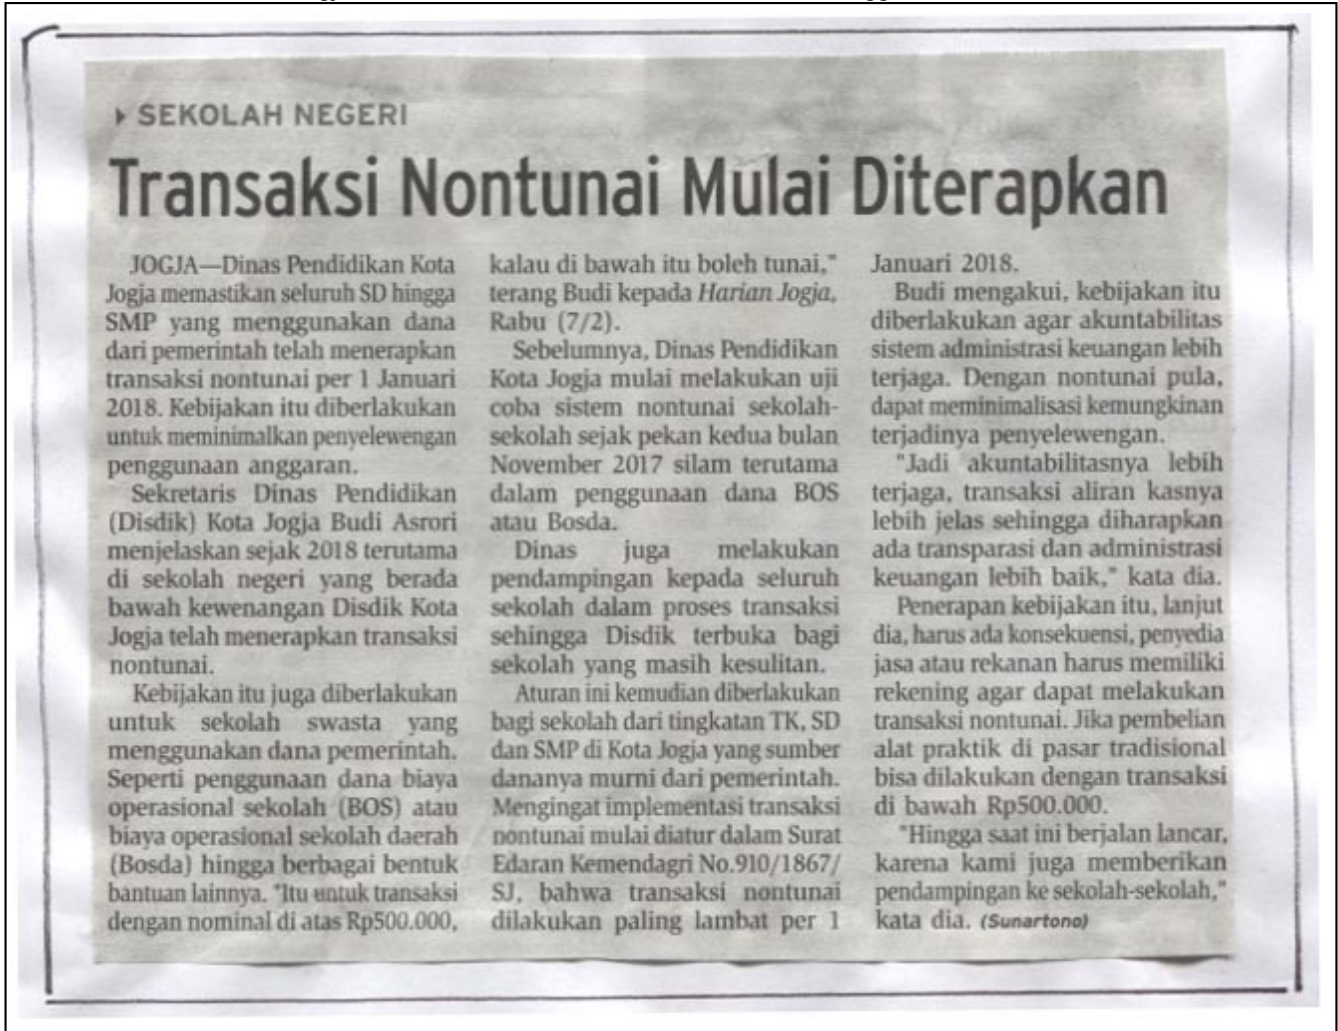 SEKOLAH NEGERI
Transaksi Nontunai Mulai Diterapkan
JOGJA—Dinas Pendidikan Kota
Jogja memastikan seluruh SD hingga
SMP yang menggunakan dana
dari pemerintah telah menerapkan
transaksi nontunai per 1 Januari
2018. Kebijakan itu diberlakukan
untuk meminimalkan penyelewengan
penggunaan anggaran.
Sekretaris Dinas Pendidikan
(Disdik) Kota Jogja Budi Asrori
menjelaskan sejak 2018 terutama
di sekolah negeri yang berada
bawah kewenangan Disdik Kota
Jogja telah menerapkan transaksi
nontunai.
Kebijakan itu juga diberlakukan
untuk sekolah swasta yang
menggunakan dana pemerintah.
Seperti penggunaan dana biaya
operasional sekolah (BOS) atau
biaya operasional sekolah daerah
(Bosda) hingga berbagai bentuk
bantuan lainnya. "Itu untuk transaksi
dengan nominal di atas Rp500.000,
kalau di bawah itu boleh tunai,"
terang Budi kepada Harian Jogja,
Rabu (7/2).
Sebelumnya, Dinas Pendidikan
Kota Jogja mulai melakukan uji
coba sistem nontunai sekolah-
sekolah sejak pekan kedua bulan
November 2017 silam terutama
dalam penggunaan dana BOS
atau Bosda.
Dinas juga melakukan
pendampingan kepada seluruh
sekolah dalam proses transaksi
sehingga Disdik terbuka bagi
sekolah yang masih kesulitan.
Aturan ini kemudian diberlakukan
bagi sekolah dari tingkatan TK, SD
dan SMP di Kota Jogja yang sumber
dananya murni dari pemerintah.
Mengingat implementasi transaksi
nontunai mulai diatur dalam Surat
Edaran Kemendagri No.910/1867/
SJ, bahwa transaksi nontunai
dilakukan paling lambat per 1
Januari 2018.
Budi mengakui, kebijakan itu
diberlakukan agar akuntabilitas
sistem administrasi keuangan lebih
terjaga. Dengan nontunai pula,
dapat meminimalisasi kemungkinan
terjadinya penyelewengan.
"Jadi akuntabilitasnya lebih
terjaga, transaksi aliran kasnya
lebih jelas sehingga diharapkan
ada transparasi dan administrasi
keuangan lebih baik," kata dia.
Penerapan kebijakan itu, lanjut
dia, harus ada konsekuensi, penyedia
jasa atau rekanan harus memiliki
rekening agar dapat melakukan
transaksi nontunai. Jika pembelian
alat praktik di pasar tradisional
bisa dilakukan dengan transaksi
di bawah Rp500.000.
"Hingga saat ini berjalan lancar,
karena kami juga memberikan
pendampingan ke sekolah-sekolah,"
kata dia. (Sunartono)